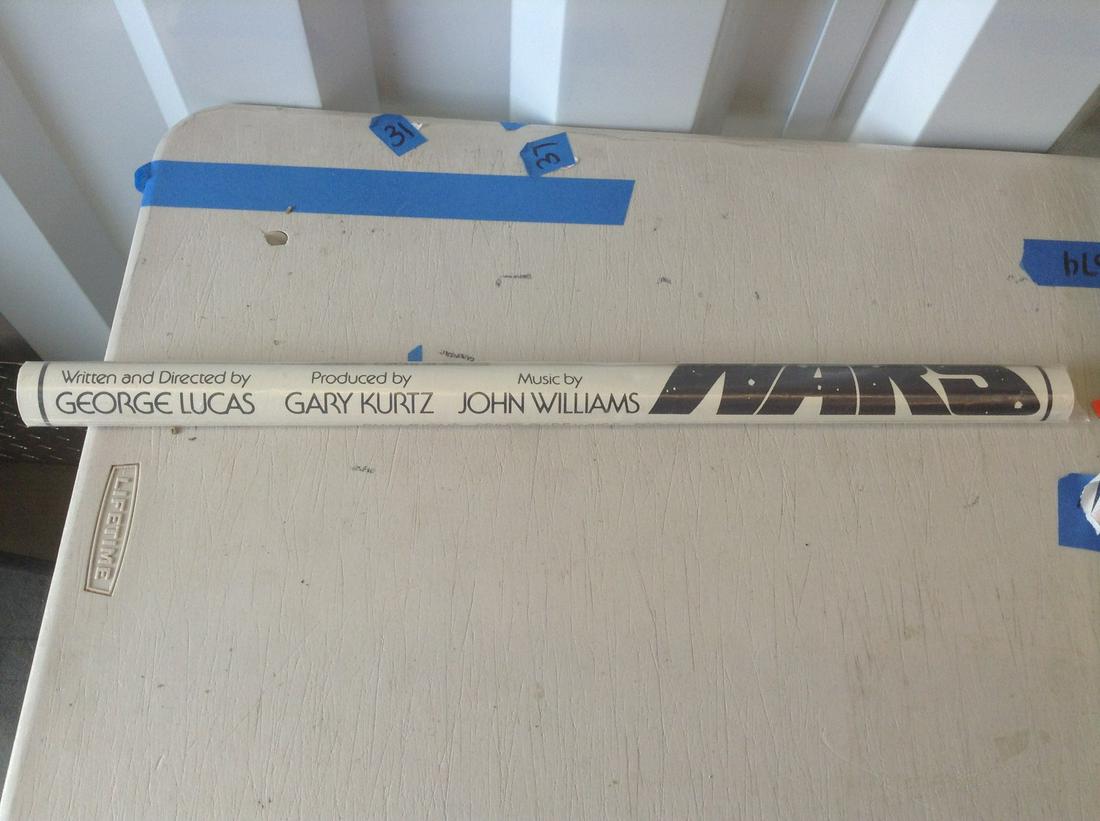 31
37
Written and Directed by
GEORGE LUCAS
Produced by
GARY KURTZ
Music by
JOHN WILLIAMS
WARS
LIFETIME